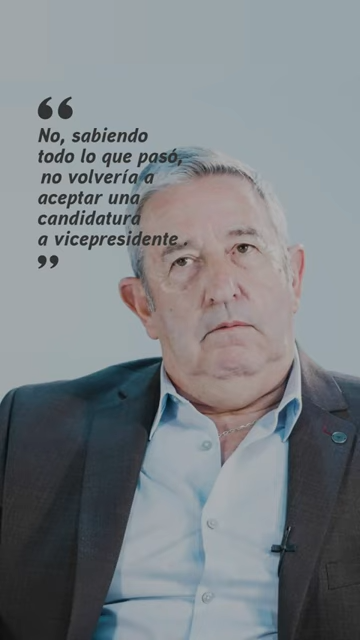 “
No, sabiendo
todo lo que pasó,
no volvería a
aceptar una
candidatura
a vicepresidente.
”